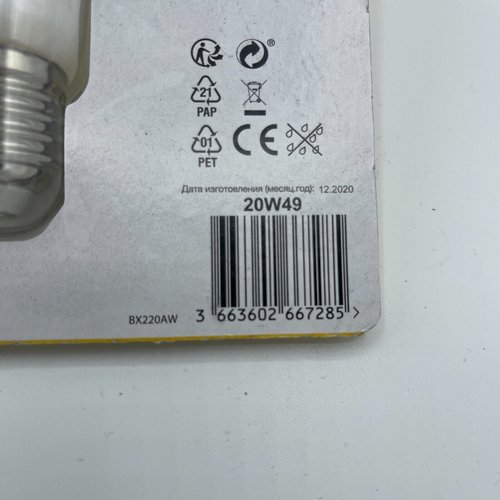 21
PAP
01
PET
CE
Дата изготовления (месяц.год): 12.2020
20W49
BX220AW
3 663602 667285 >